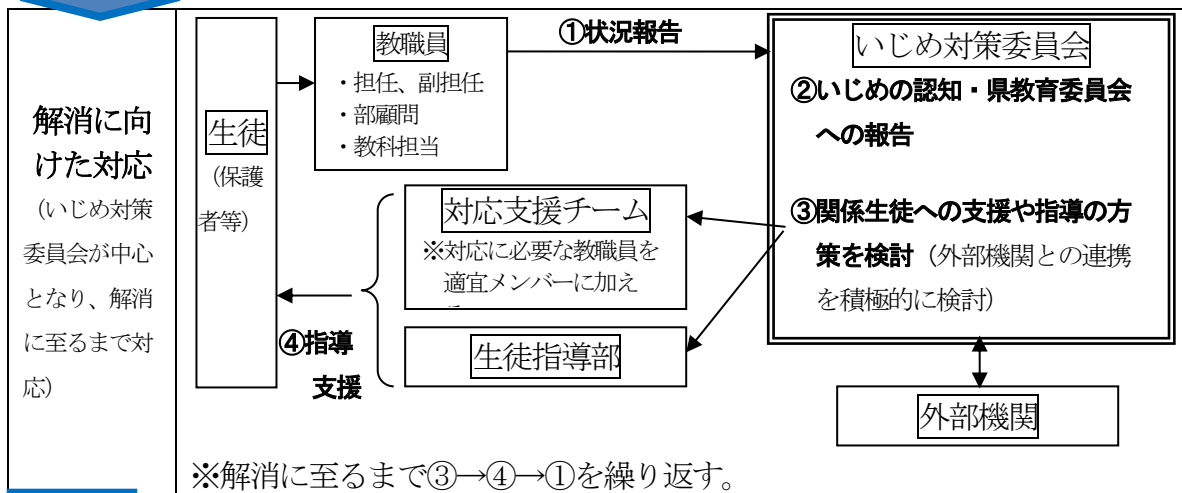 解消に向
けた対応
（いじめ対策
委員会が中心
となり、解消
に至るまで対
応）
生徒
（保護
者等）
教職員
・担任、副担任
・部顧問
・教科担当
①状況報告
いじめ対策委員会
②いじめの認知・県教育委員会
への報告
③関係生徒への支援や指導の方
策を検討（外部機関との連携
を積極的に検討）
対応支援チーム
※対応に必要な教職員を
適宜メンバーに加え
生徒指導部
④指導
支援
外部機関
※解消に至るまで③→④→①を繰り返す。